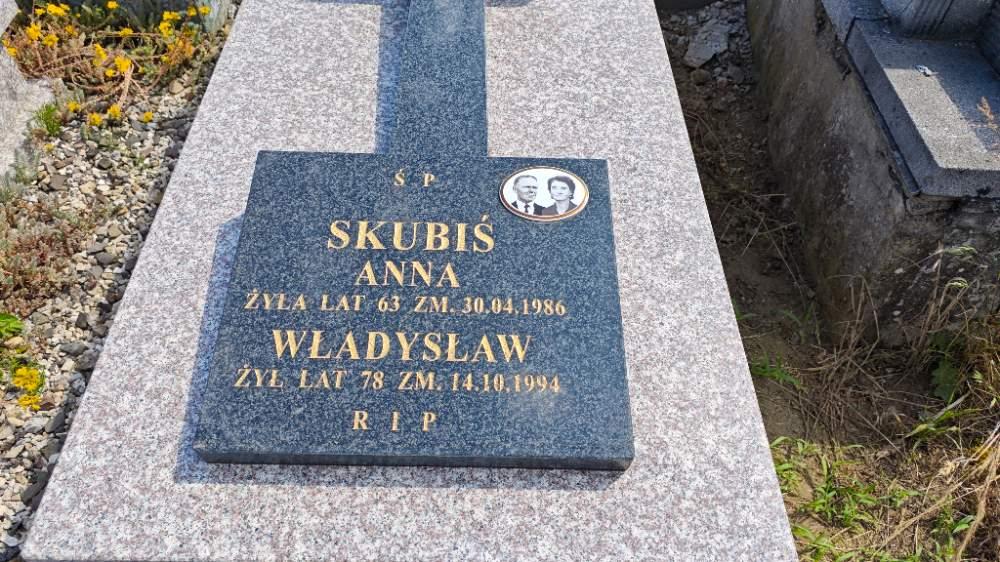 Ś P
SKUBIŚ
ANNA
ŻYŁA LAT 63 ZM. 30.04.1986
WŁADYSŁAW
ŻYŁ LAT 78 ZM. 14.10.1994
R I P